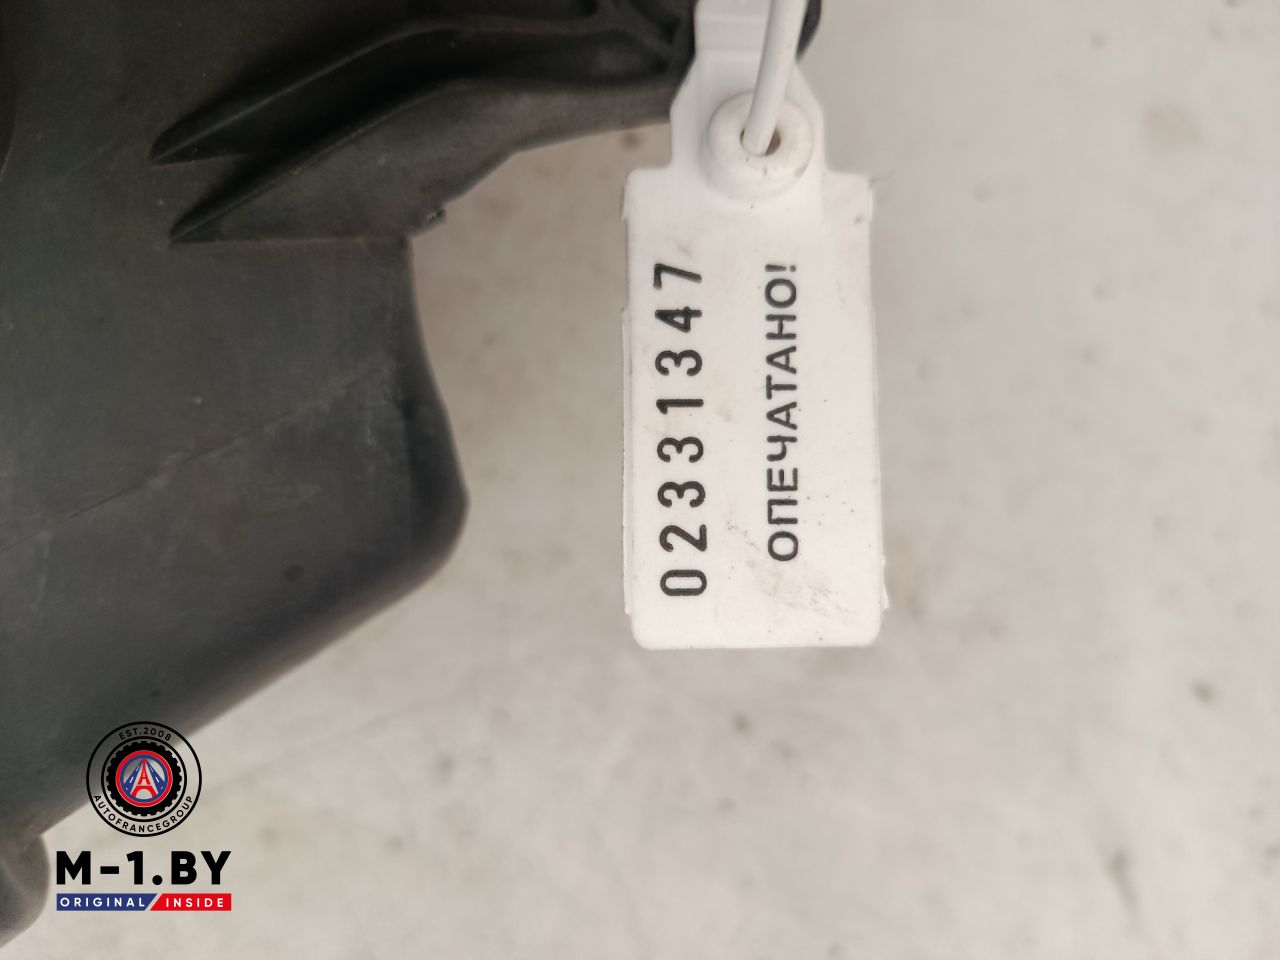 02331347
ОПЕЧАТАНО!
EST.2008
AUTOFRANCEGROUP
M-1.BY
ORIGINAL INSIDE